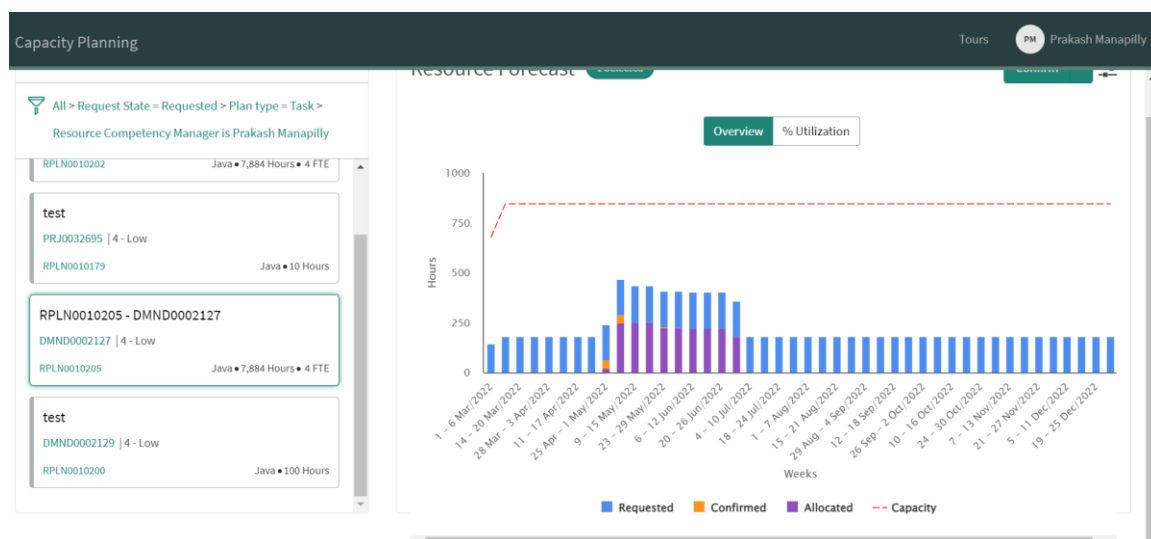 Capacity Planning
Tours
PM
Prakash Manapilly
All > Request State = Requested > Plan type = Task >
Resource Competency Manager is Prakash Manapilly
RPLN0010202
Java • 7,884 Hours • 4 FTE
test
PRJ0032695 | 4 - Low
RPLN0010179
Java • 10 Hours
RPLN0010205 - DMND0002127
DMND0002127 | 4 - Low
RPLN0010205
Java • 7,884 Hours • 4 FTE
test
DMND0002129 | 4 - Low
RPLN0010200
Java • 100 Hours
Resource Forecast
Confirm
Overview
% Utilization
1000
750
500
250
0
Hours
1 - 6 Mar/2022
14 - 20 Mar/2022
28 Mar - 3 Apr/2022
11 - 17 Apr/2022
25 Apr - 1 May/2022
9 - 15 May/2022
23 - 29 May/2022
6 - 12 Jun/2022
20 - 26 Jun/2022
4 - 10 Jul/2022
18 - 24 Jul/2022
1 - 7 Aug/2022
15 - 21 Aug/2022
29 Aug - 4 Sep/2022
12 - 18 Sep/2022
26 Sep - 2 Oct/2022
10 - 16 Oct/2022
24 - 30 Oct/2022
7 - 13 Nov/2022
21 - 27 Nov/2022
5 - 11 Dec/2022
19 - 25 Dec/2022
Weeks
Requested
Confirmed
Allocated
Capacity